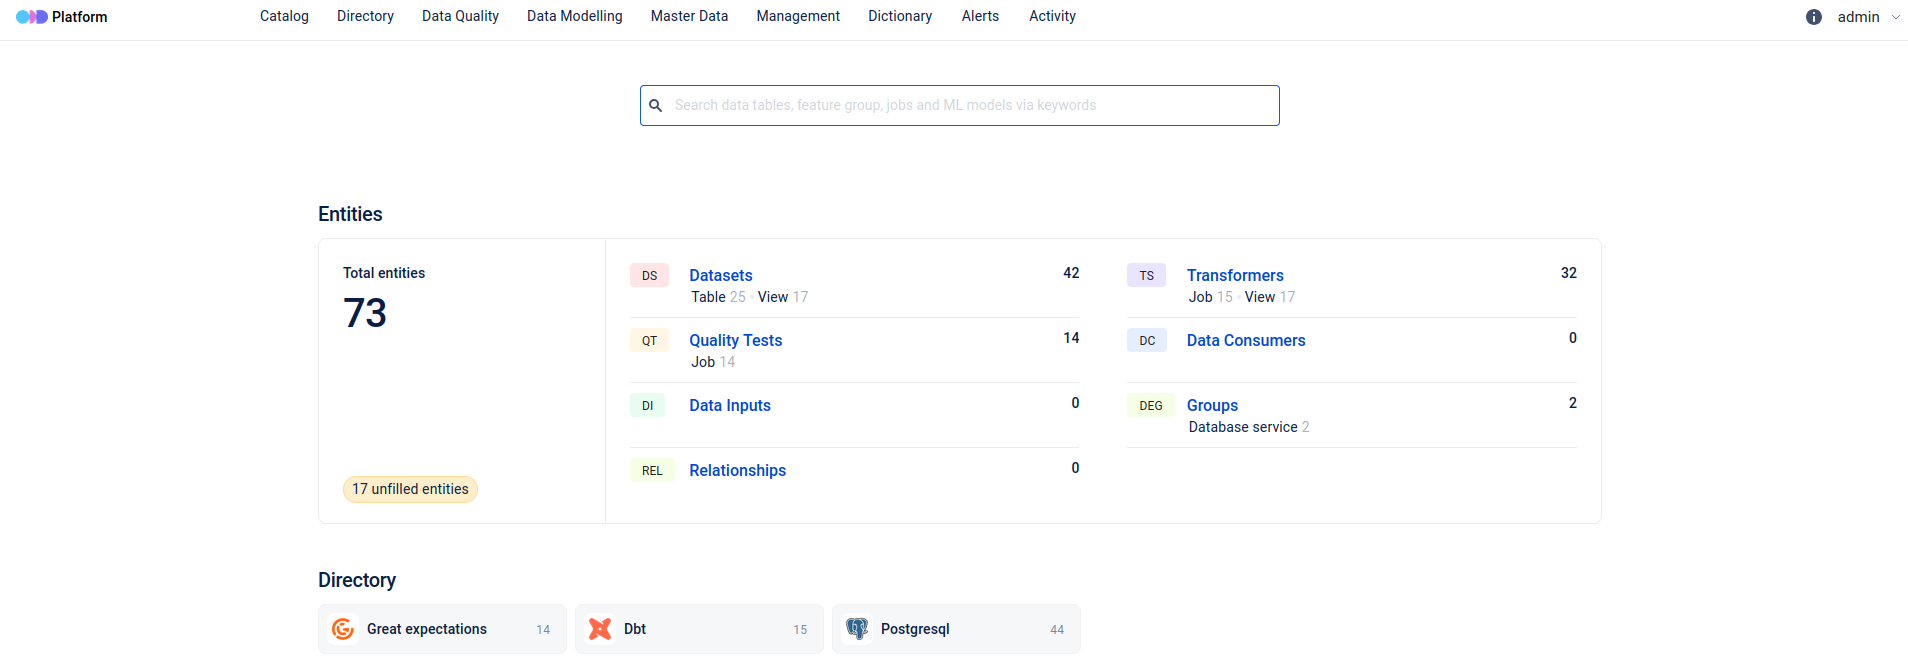 Platform Catalog Directory Data Quality Data Modelling Master Data Management Dictionary Alerts Activity admin
Search data tables, feature group, jobs and ML models via keywords
Entities
Total entities
73
17 unfilled entities
DS Datasets 42
Table 25 View 17
QT Quality Tests 14
Job 14
DI Data Inputs 0
REL Relationships 0
TS Transformers 32
Job 15 View 17
DC Data Consumers 0
DEG Groups 2
Database service 2
Directory
Great expectations 14
Dbt 15
Postgresql 44